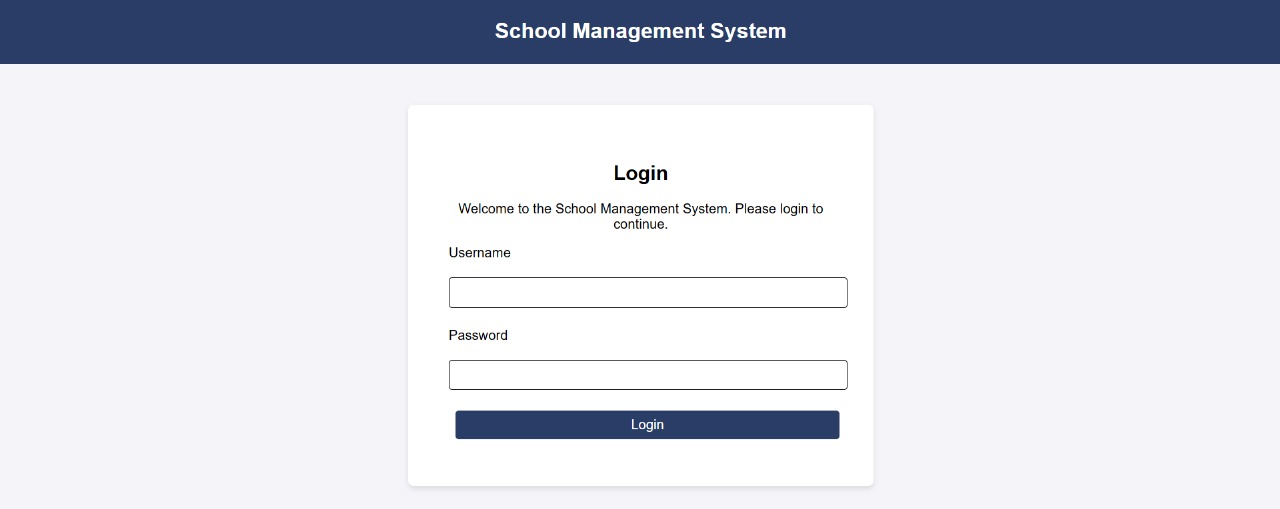 School Management System
Login
Welcome to the School Management System. Please login to
continue.
Username
Password
Login